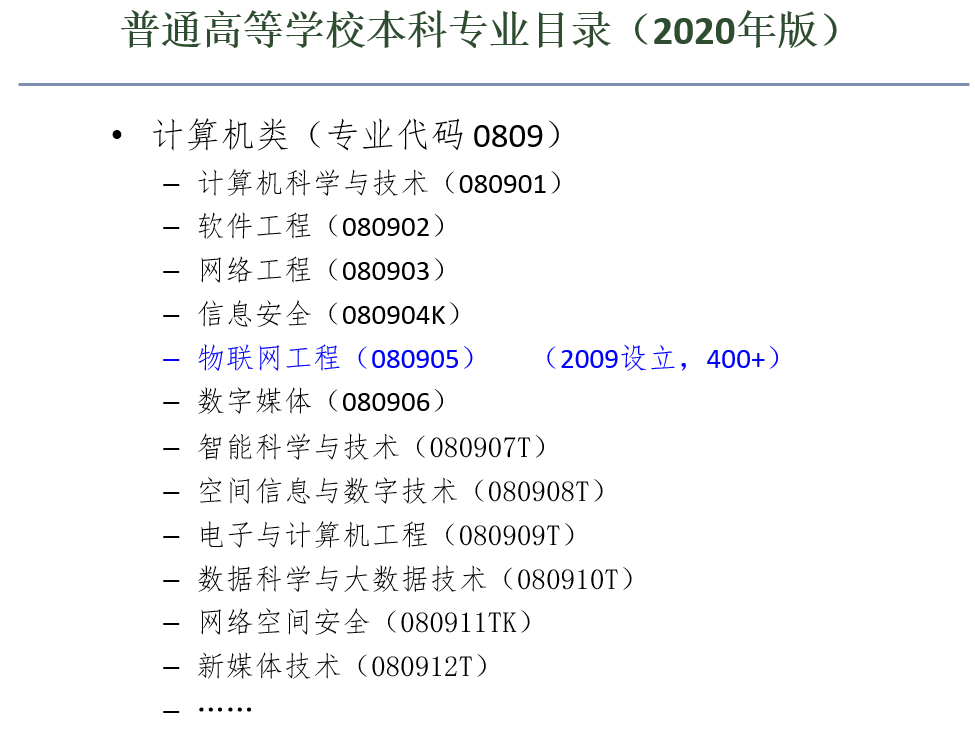 普通高等学校本科专业目录（2020年版）
• 计算机类（专业代码 0809）
– 计算机科学与技术（080901）
– 软件工程（080902）
– 网络工程（080903）
– 信息安全（080904K）
– 物联网工程（080905） （2009设立，400+）
– 数字媒体（080906）
– 智能科学与技术（080907T）
– 空间信息与数字技术（080908T）
– 电子与计算机工程（080909T）
– 数据科学与大数据技术（080910T）
– 网络空间安全（080911TK）
– 新媒体技术（080912T）
– ……